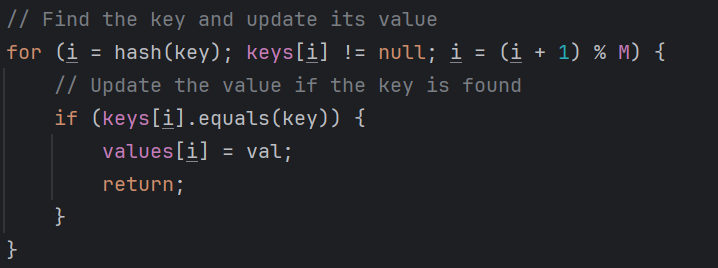 // Find the key and update its value
for (i = hash(key); keys[i] != null; i = (i + 1) % M) {
    // Update the value if the key is found
    if (keys[i].equals(key)) {
        values[i] = val;
        return;
    }
}